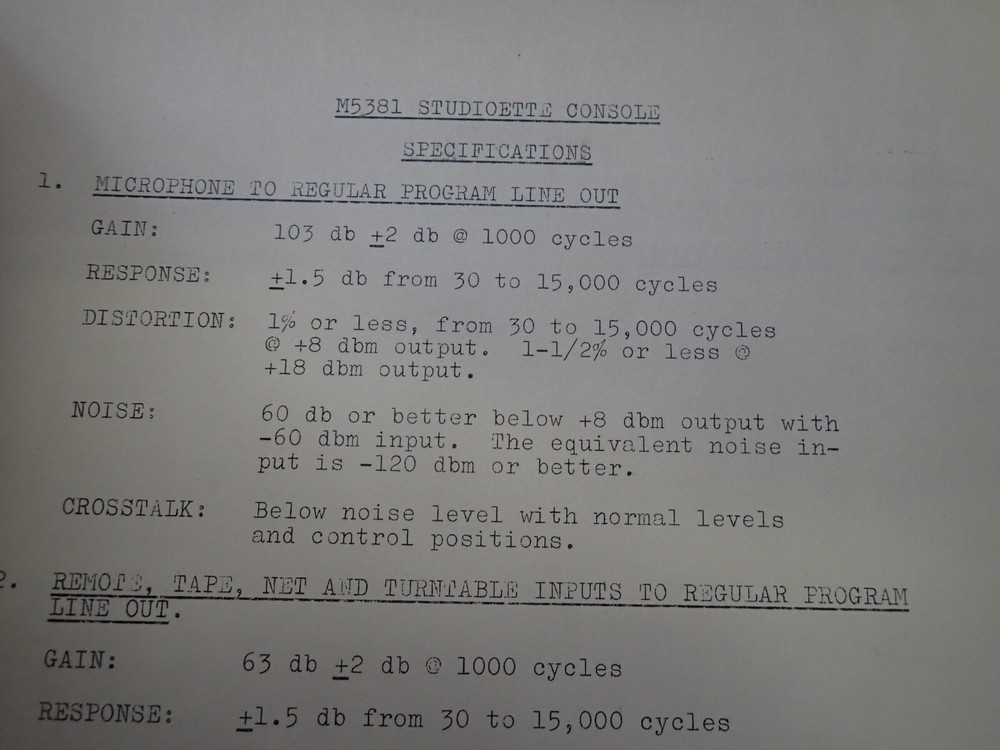 M5381 STUDIOETTE CONSOLE
SPECIFICATIONS
1. MICROPHONE TO REGULAR PROGRAM LINE OUT
GAIN: 103 db ±2 db @ 1000 cycles
RESPONSE: ±1.5 db from 30 to 15,000 cycles
DISTORTION: 1% or less, from 30 to 15,000 cycles
@ +8 dbm output. 1-1/2% or less @
+18 dbm output.
NOISE: 60 db or better below +8 dbm output with
-60 dbm input. The equivalent noise in-
put is -120 dbm or better.
CROSSTALK: Below noise level with normal levels
and control positions.
2. REMOTE, TAPE, NET AND TURNTABLE INPUTS TO REGULAR PROGRAM
LINE OUT.
GAIN: 63 db ±2 db @ 1000 cycles
RESPONSE: ±1.5 db from 30 to 15,000 cycles